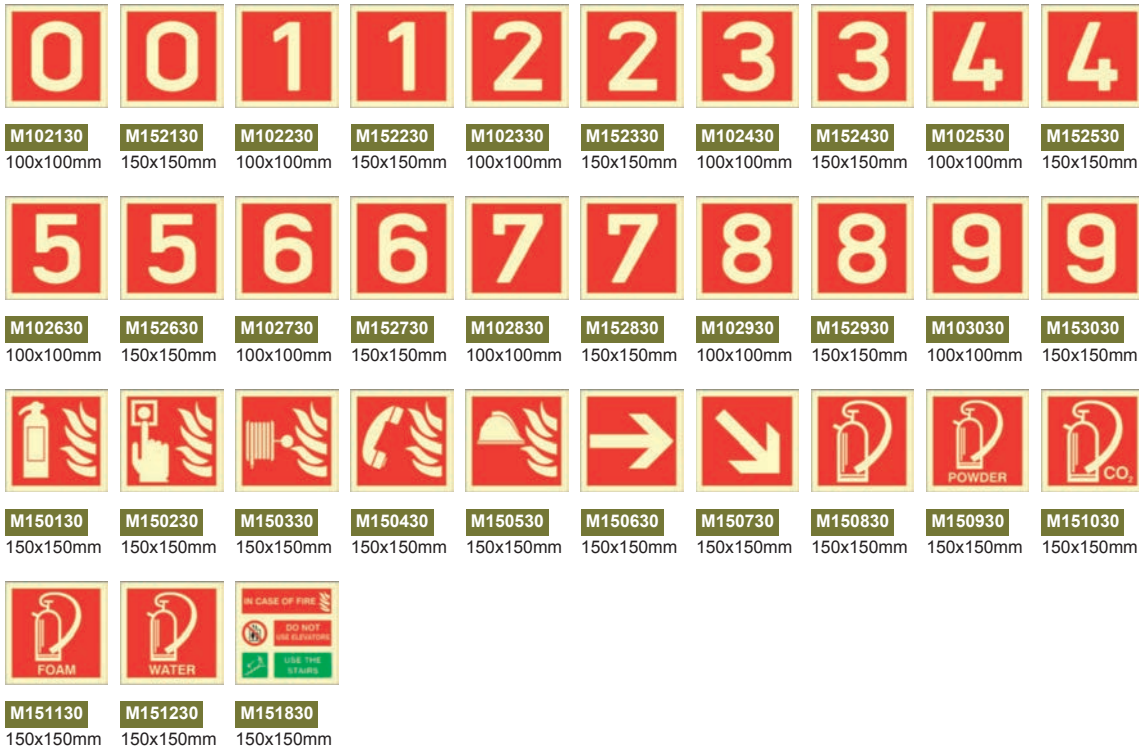 0 0 1 1 2 2 3 3 4 4
M102130 M152130 M102230 M152230 M102330 M152330 M102430 M152430 M102530 M152530
100x100mm 150x150mm 100x100mm 150x150mm 100x100mm 150x150mm 100x100mm 150x150mm 100x100mm 150x150mm
5 5 6 6 7 7 8 8 9 9
M102630 M152630 M102730 M152730 M102830 M152830 M102930 M152930 M103030 M153030
100x100mm 150x150mm 100x100mm 150x150mm 100x100mm 150x150mm 100x100mm 150x150mm 100x100mm 150x150mm
POWDER CO₂
M150130 M150230 M150330 M150430 M150530 M150630 M150730 M150830 M150930 M151030
150x150mm 150x150mm 150x150mm 150x150mm 150x150mm 150x150mm 150x150mm 150x150mm 150x150mm 150x150mm
IN CASE OF FIRE
DO NOT
USE ELEVATORS
USE THE
FOAM WATER STAIRS
M151130 M151230 M151830
150x150mm 150x150mm 150x150mm